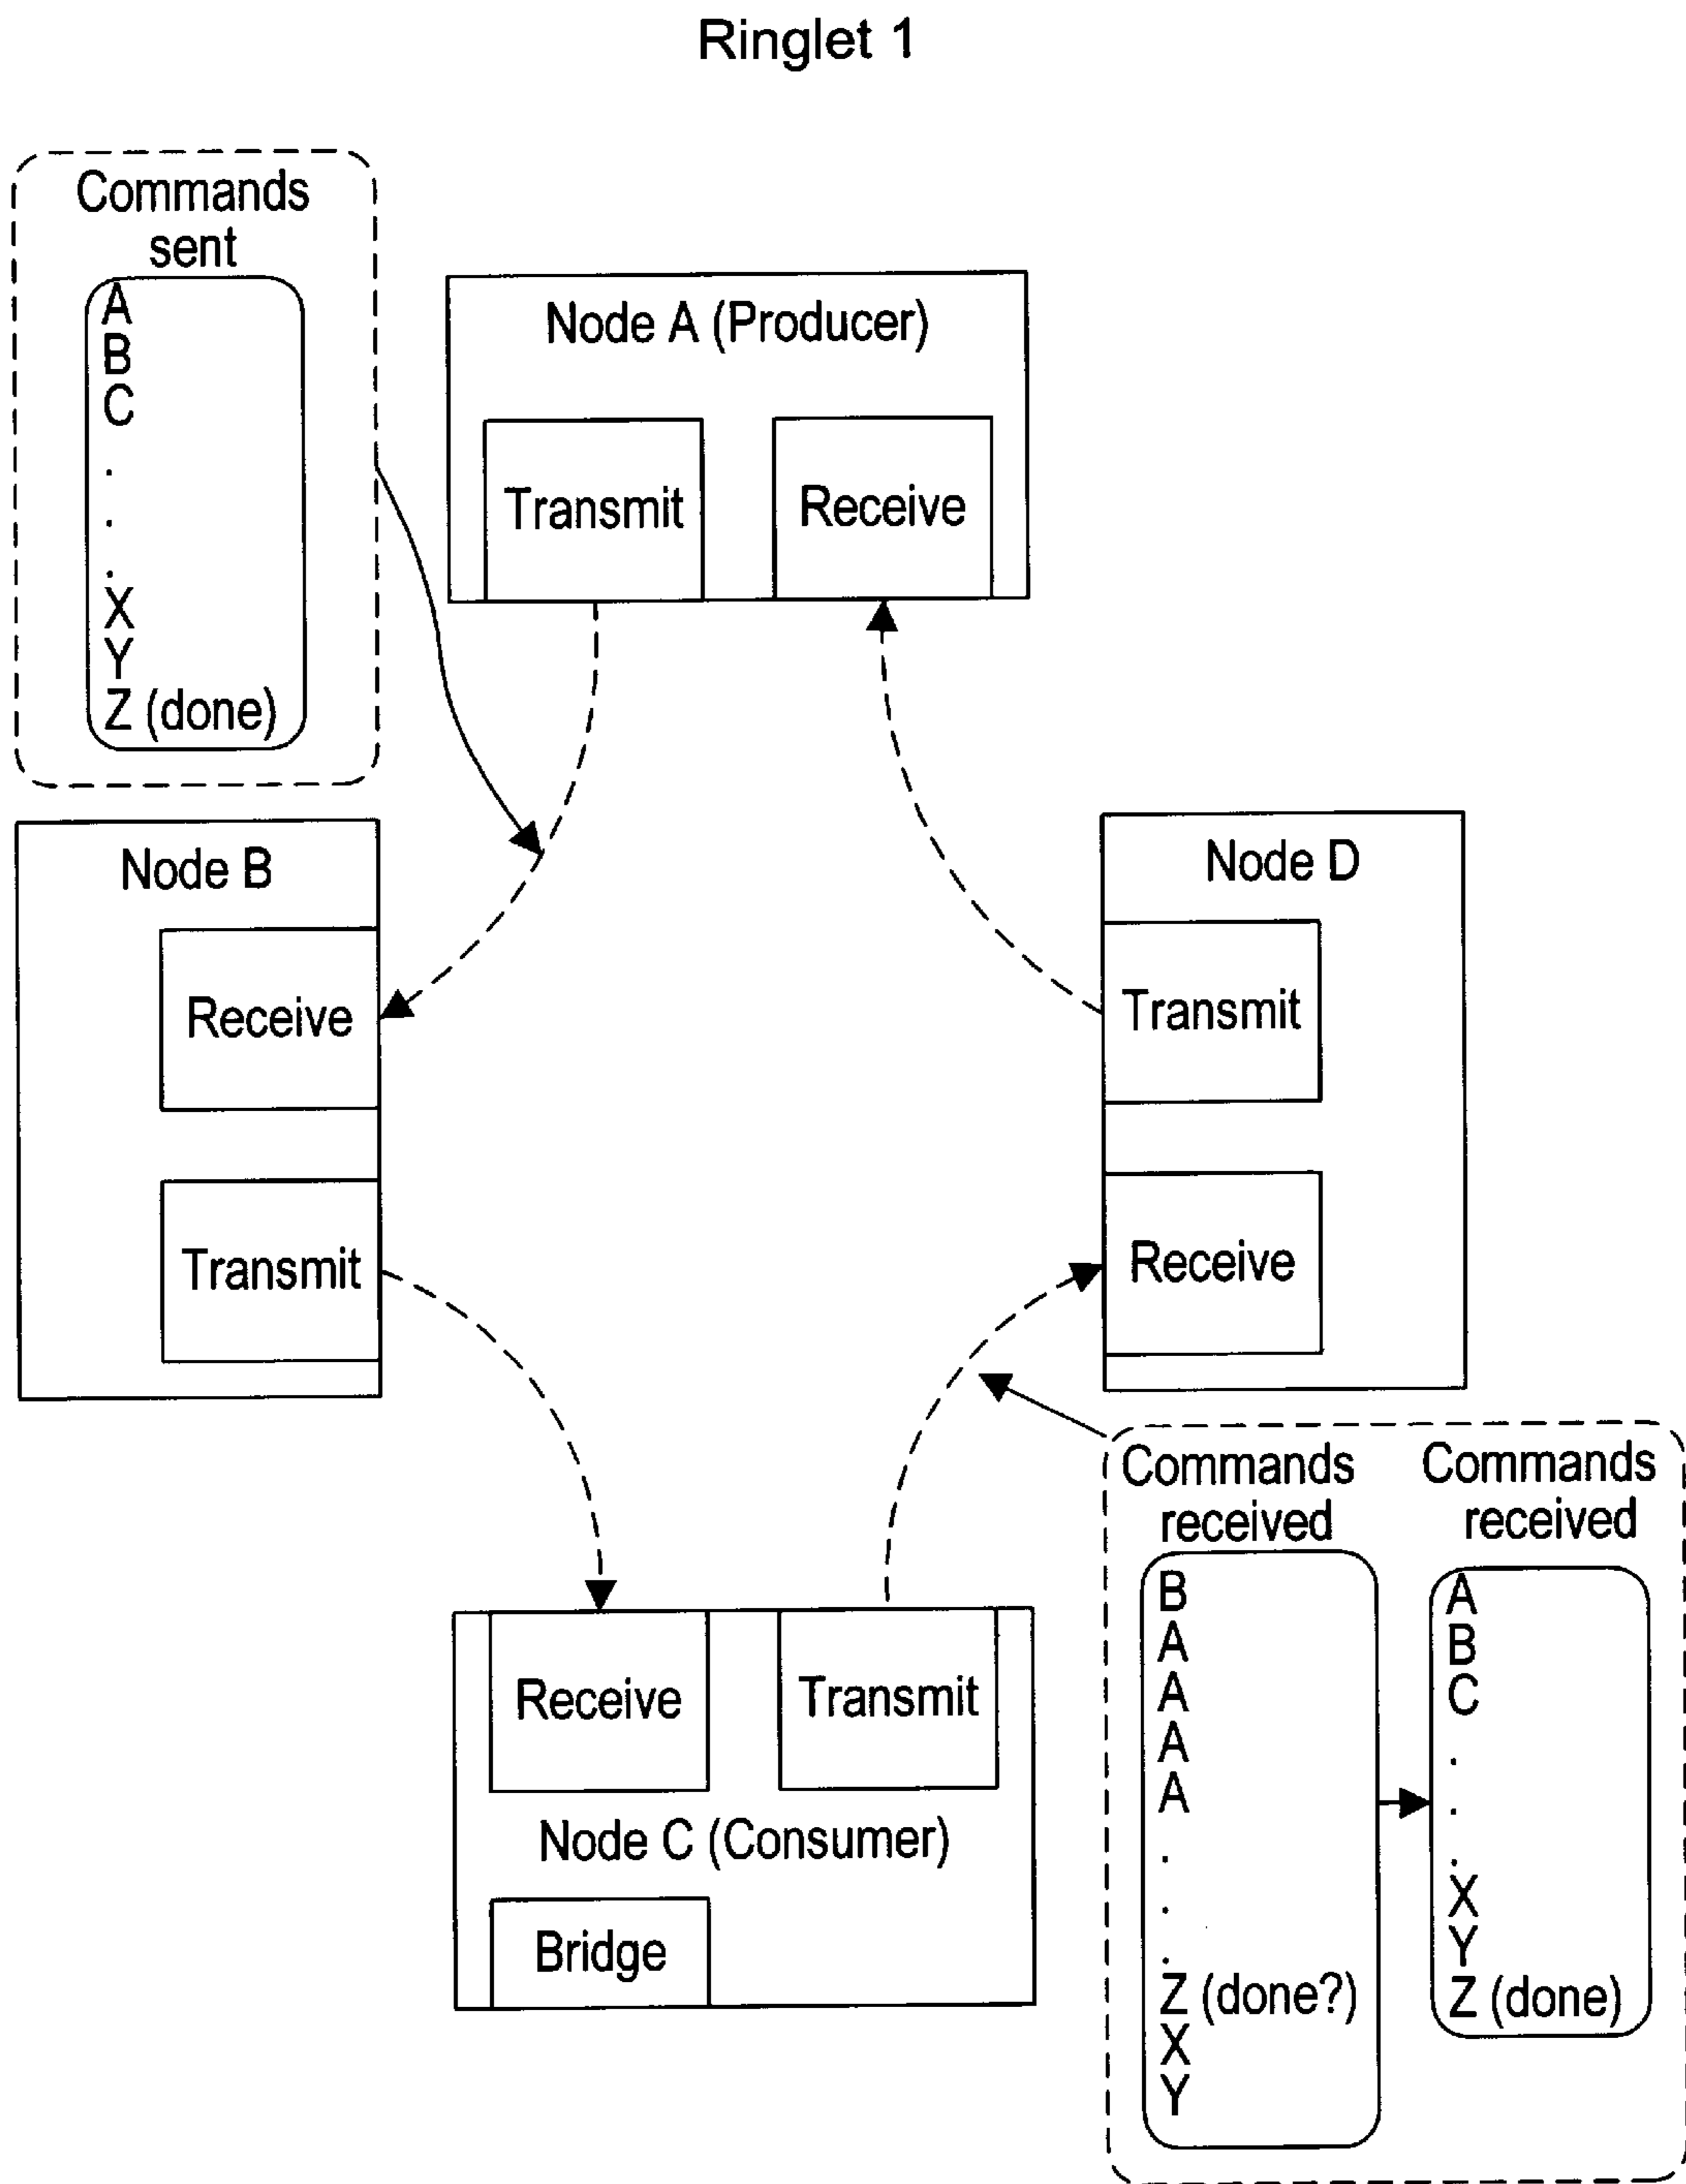 Ringlet 1
Commands
sent
A
B
C
.
.
.
X
Y
Z (done)
Node A (Producer)
Transmit
Receive
Node B
Receive
Transmit
Node D
Transmit
Receive
Receive
Transmit
Node C (Consumer)
Bridge
Commands
received
B
A
A
A
A
.
.
.
Z (done?)
X
Y
Commands
received
A
B
C
.
.
.
X
Y
Z (done)